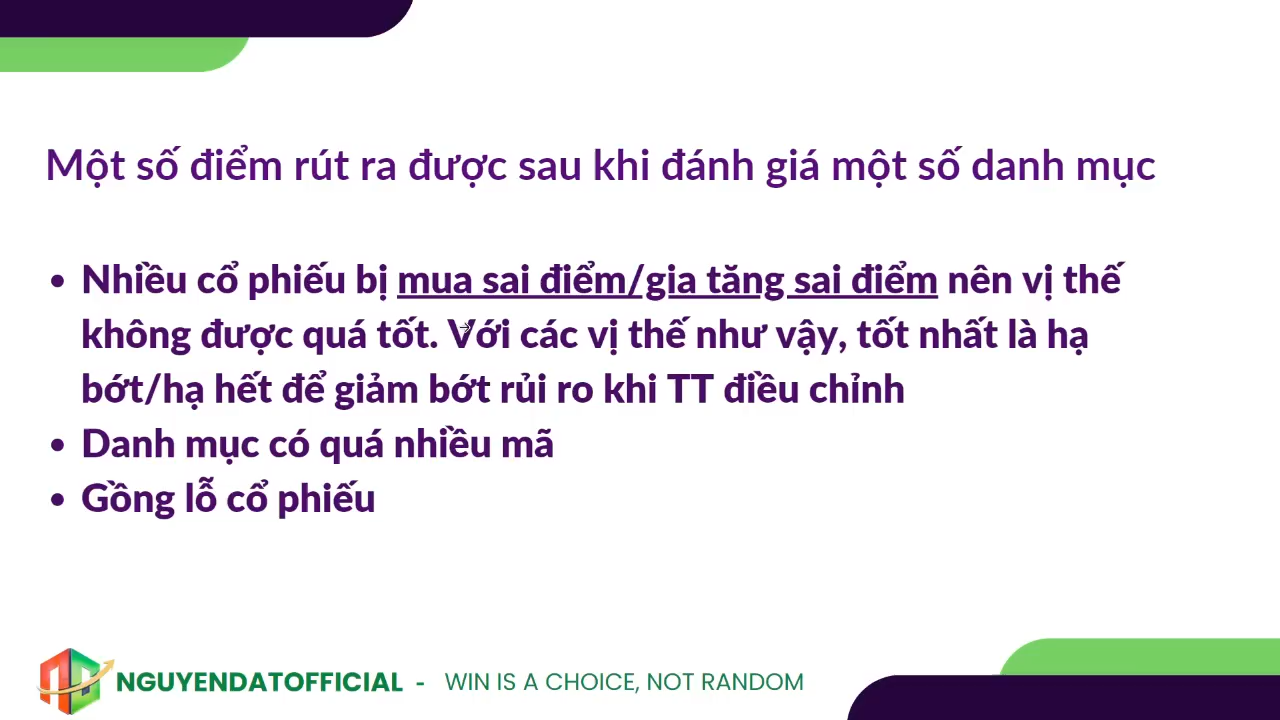 Một số điểm rút ra được sau khi đánh giá một số danh mục
• Nhiều cổ phiếu bị mua sai điểm/gia tăng sai điểm nên vị thế
không được quá tốt. Với các vị thế như vậy, tốt nhất là hạ
bớt/hạ hết để giảm bớt rủi ro khi TT điều chỉnh
• Danh mục có quá nhiều mã
• Gồng lỗ cổ phiếu
NGUYENDATOFFICIAL - WIN IS A CHOICE, NOT RANDOM